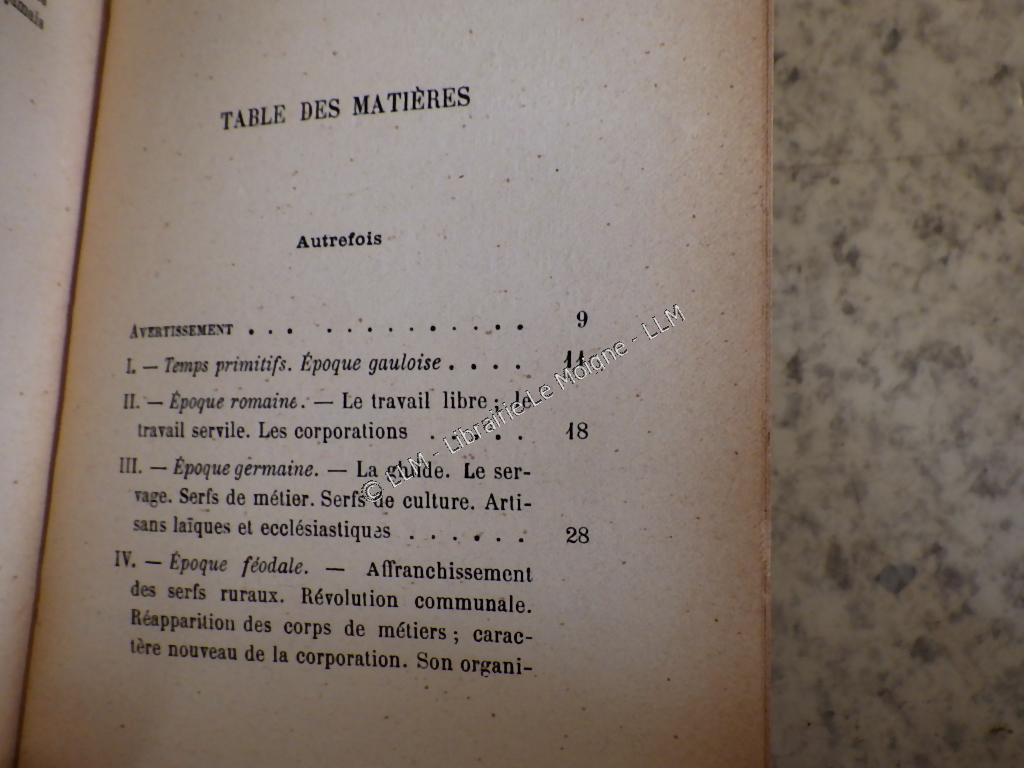 jamais
TABLE DES MATIÈRES
Autrefois
AVERTISSEMENT . . . . . . . . . . . . . 9
I. — Temps primitifs. Époque gauloise . . . . 11
II. — Époque romaine. — Le travail libre ; le
travail servile. Les corporations . . . . . 18
III. — Époque germaine. — La ghilde. Le ser-
vage. Serfs de métier. Serfs de culture. Arti-
sans laïques et ecclésiastiques . . . . . . 28
IV. — Époque féodale. — Affranchissement
des serfs ruraux. Révolution communale.
Réapparition des corps de métiers ; carac-
tère nouveau de la corporation. Son organi-
© LLM - Librairie Le Moigne - LLM